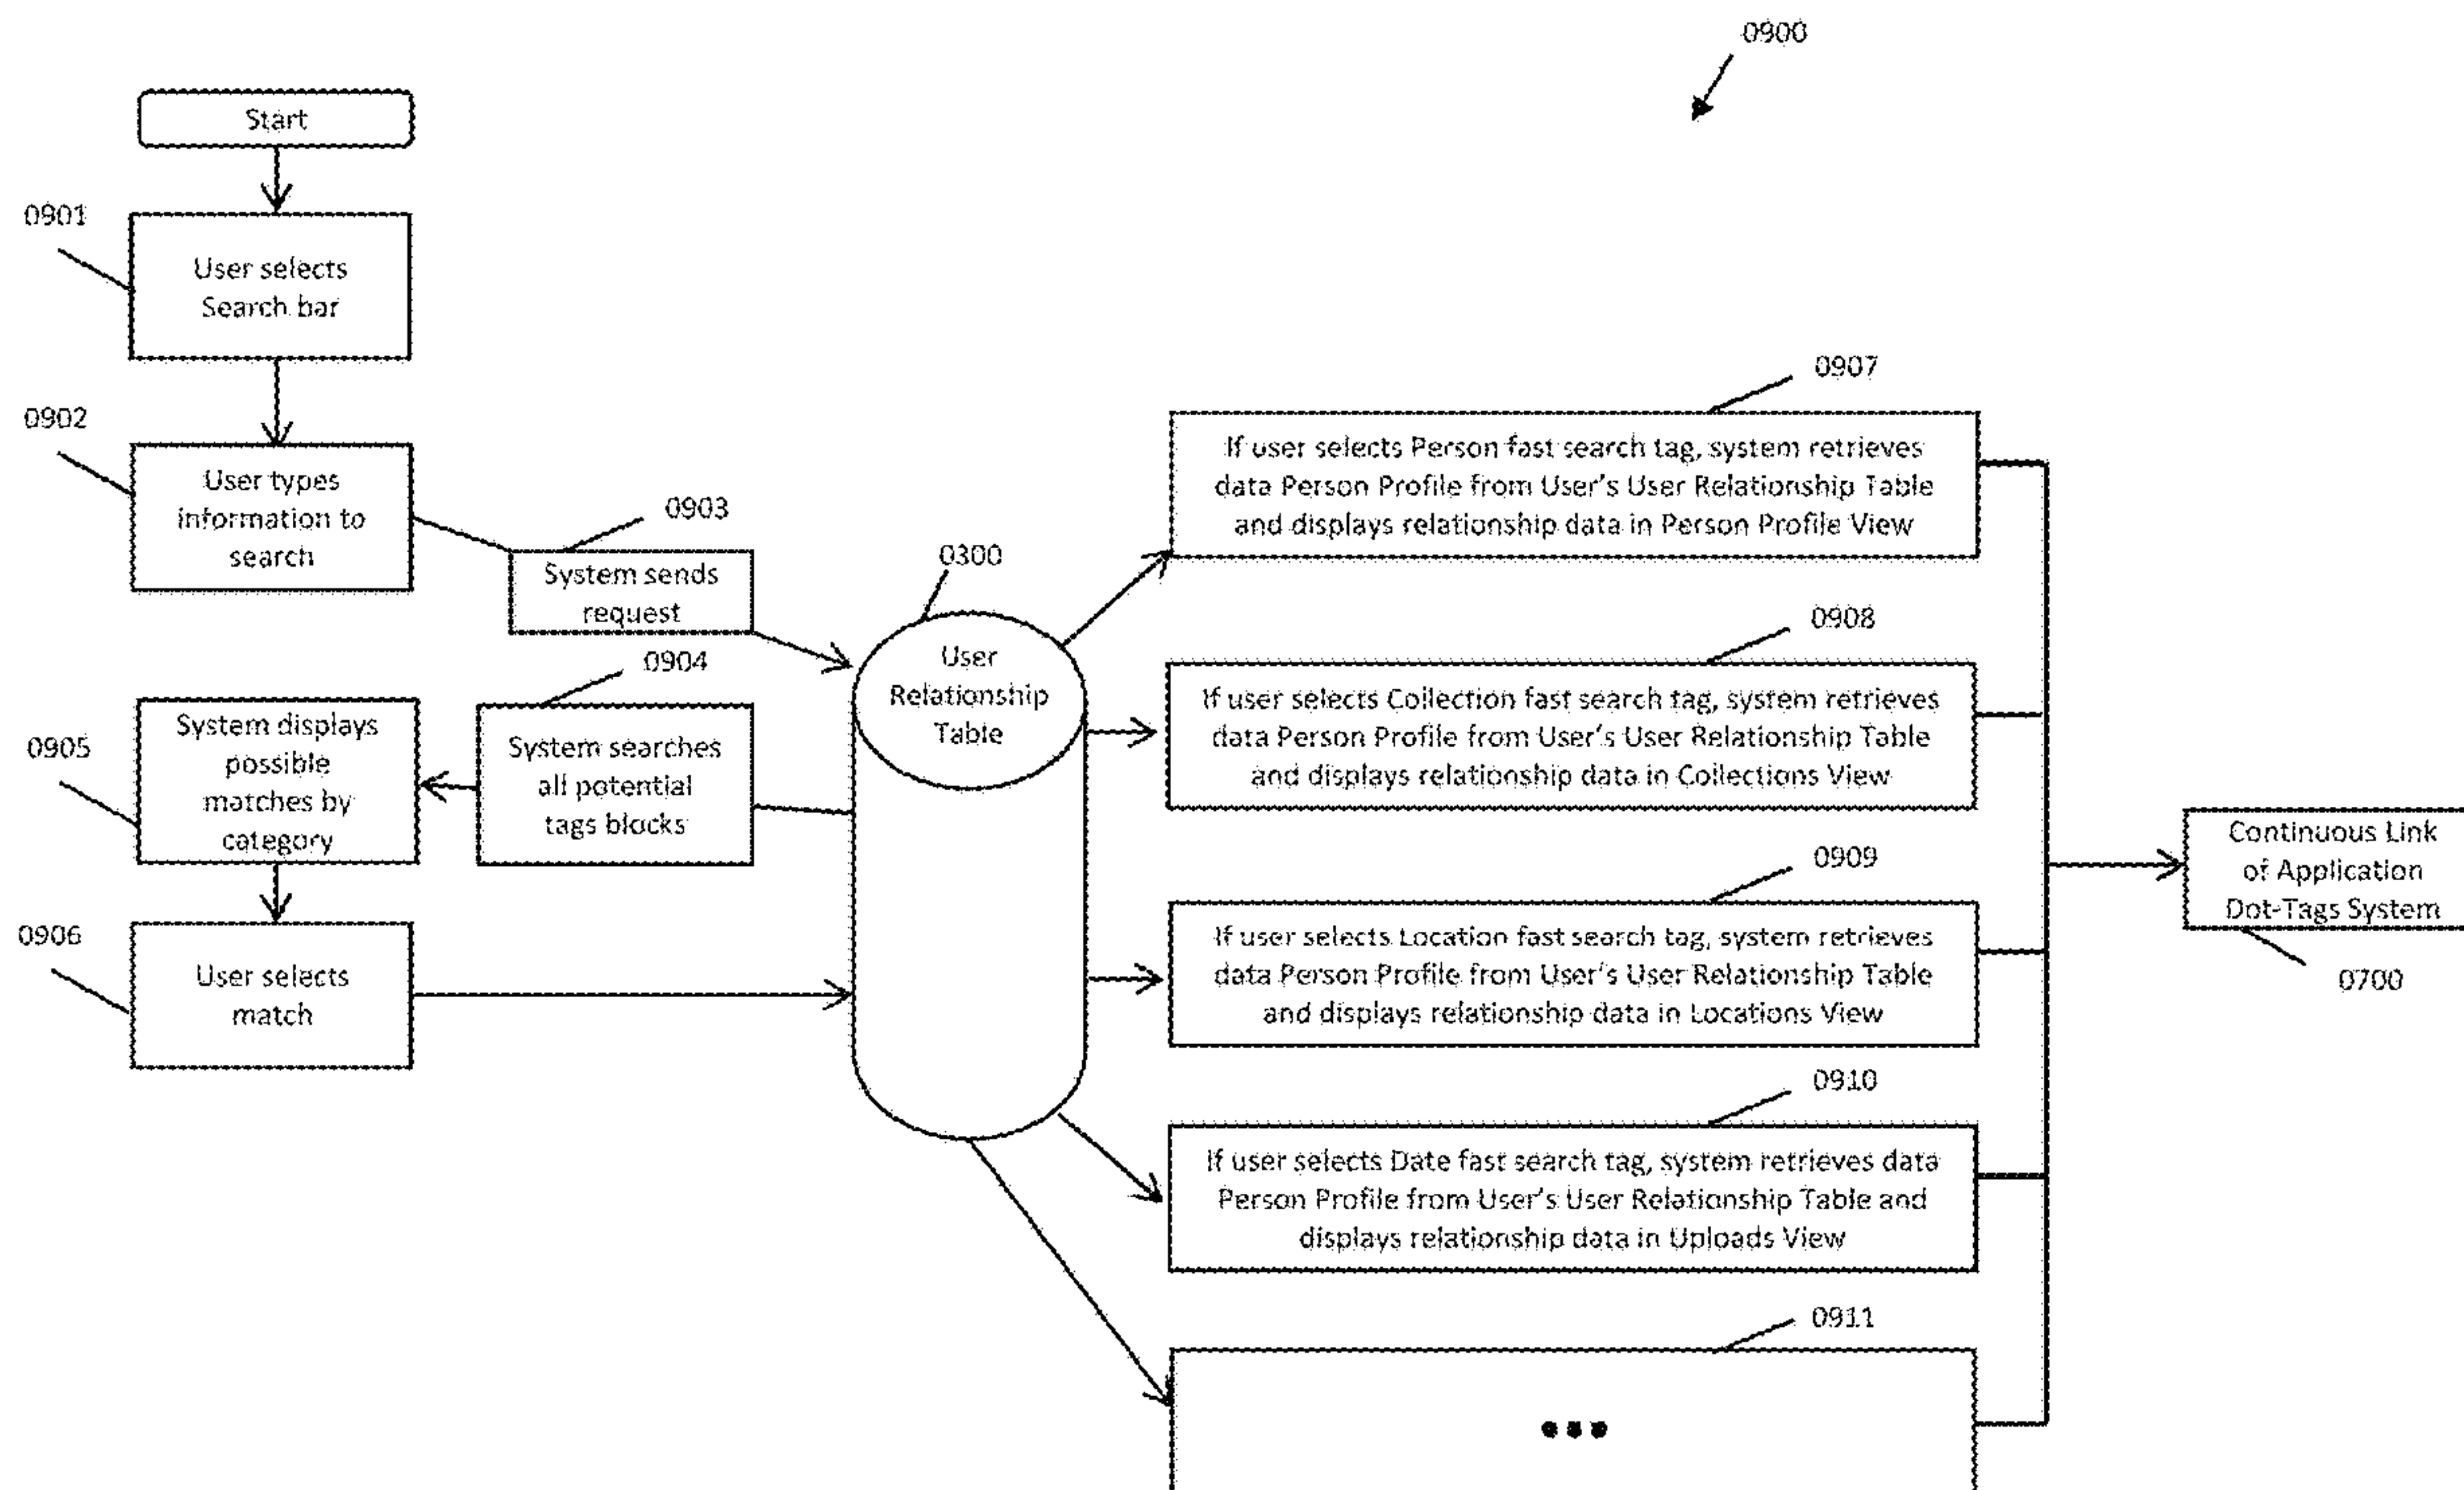 0900
Start
0901
User selects
Search bar
0902
User types
information to
search
0903
System sends
request
0300
User
Relationship
Table
0904
System searches
all potential
tags blocks
0905
System displays
possible
matches by
category
0906
User selects
match
0907
If user selects Person fast search tag, system retrieves
data Person Profile from User's User Relationship Table
and displays relationship data in Person Profile View
0908
If user selects Collection fast search tag, system retrieves
data Person Profile from User's User Relationship Table
and displays relationship data in Collections View
0909
If user selects Location fast search tag, system retrieves
data Person Profile from User's User Relationship Table
and displays relationship data in Locations View
0910
If user selects Date fast search tag, system retrieves data
Person Profile from User's User Relationship Table and
displays relationship data in Uploads View
0911
•••
Continuous Link
of Application
Dot-Tags System
0700